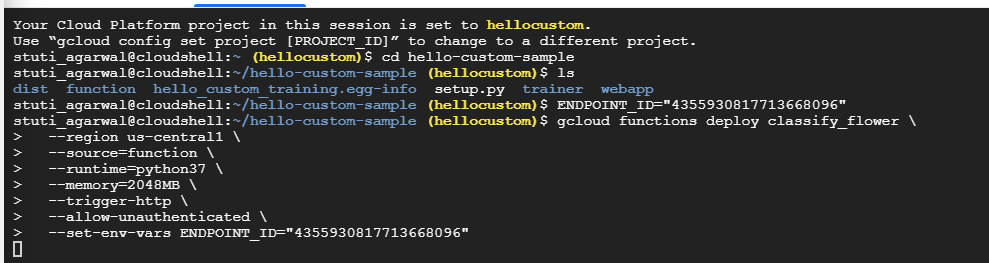 Your Cloud Platform project in this session is set to hellocustom.
Use “gcloud config set project [PROJECT_ID]” to change to a different project.
stuti_agarwal@cloudshell:~ (hellocustom)$ cd hello-custom-sample
stuti_agarwal@cloudshell:~/hello-custom-sample (hellocustom)$ ls
dist function hello_custom_training.egg-info setup.py trainer webapp
stuti_agarwal@cloudshell:~/hello-custom-sample (hellocustom)$ ENDPOINT_ID="4355930817713668096"
stuti_agarwal@cloudshell:~/hello-custom-sample (hellocustom)$ gcloud functions deploy classify_flower \
> --region us-central1 \
> --source=function \
> --runtime=python37 \
> --memory=2048MB \
> --trigger-http \
> --allow-unauthenticated \
> --set-env-vars ENDPOINT_ID="4355930817713668096"